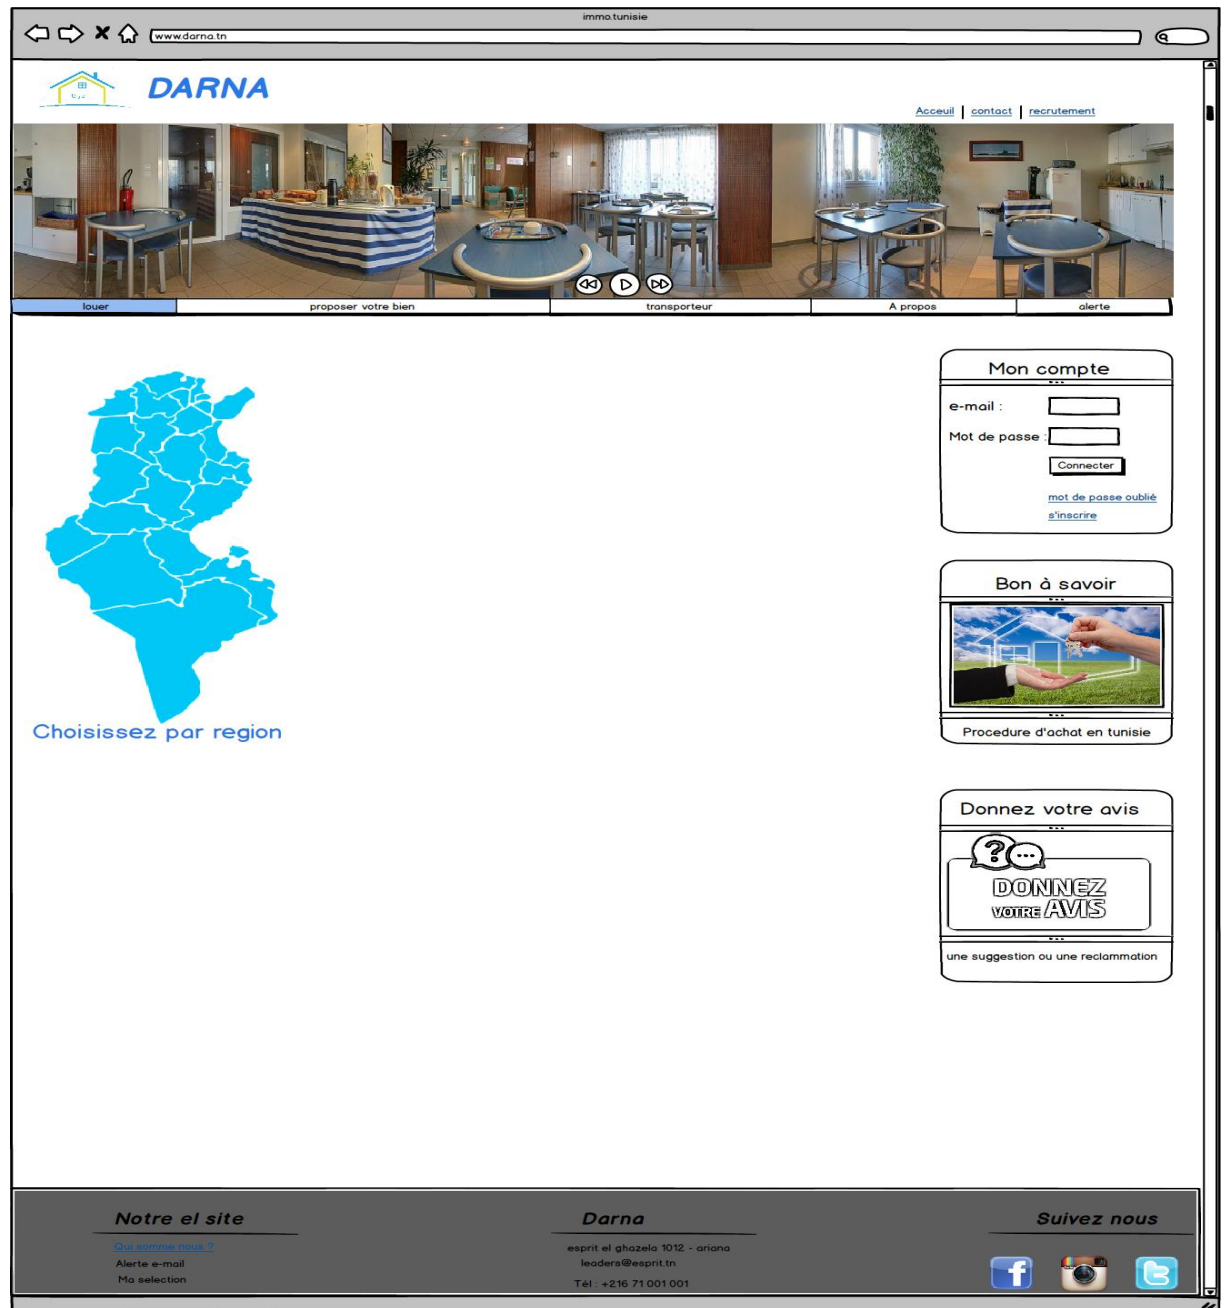 immo.tunisie
www.darna.tn
DARNA
Acceuil contact recrutement
louer proposer votre bien transporteur A propos alerte
Mon compte
e-mail :
Mot de passe :
Connecter
mot de passe oublié
s'inscrire
Bon à savoir
Procedure d'achat en tunisie
Choisissez par region
Donnez votre avis
DONNEZ
VOTRE AVIS
une suggestion ou une reclammation
Notre el site
Qui somme nous ?
Alerte e-mail
Ma selection
Darna
esprit el ghazela 1012 - ariana
leaders@esprit.tn
Tél : +216 71 001 001
Suivez nous